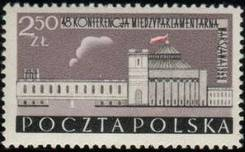 48 KONFERENCJA MIĘDZYPARLAMENTARNA
2,50
ZŁ
POCZTA POLSKA